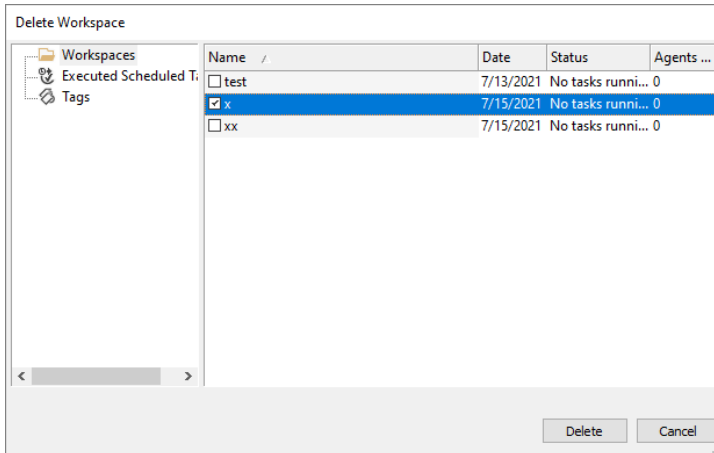 Delete Workspace
Workspaces
Executed Scheduled Ta
Tags
Name Date Status Agents ...
test 7/13/2021 No tasks runni... 0
x 7/15/2021 No tasks runni... 0
xx 7/15/2021 No tasks runni... 0
Delete Cancel